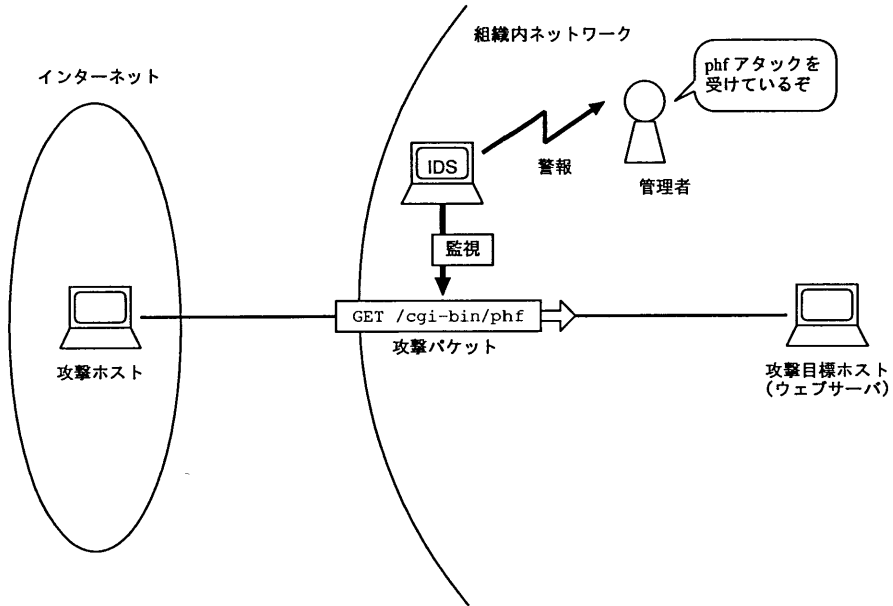 組織内ネットワーク
インターネット
phf アタックを
受けているぞ
IDS
警報
管理者
監視
GET /cgi-bin/phf
攻撃パケット
攻撃ホスト
攻撃目標ホスト
（ウェブサーバ）